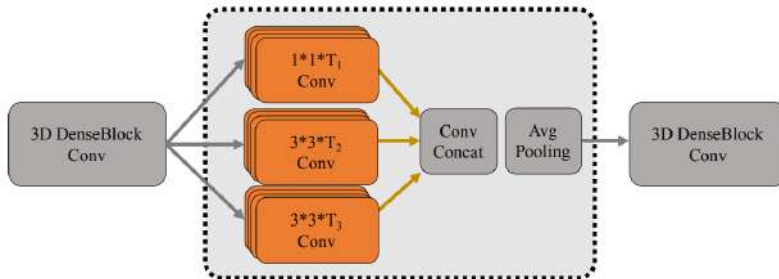 3D DenseBlock
Conv
1*1*T₁
Conv
3*3*T₂
Conv
3*3*T₃
Conv
Conv
Concat
Avg
Pooling
3D DenseBlock
Conv